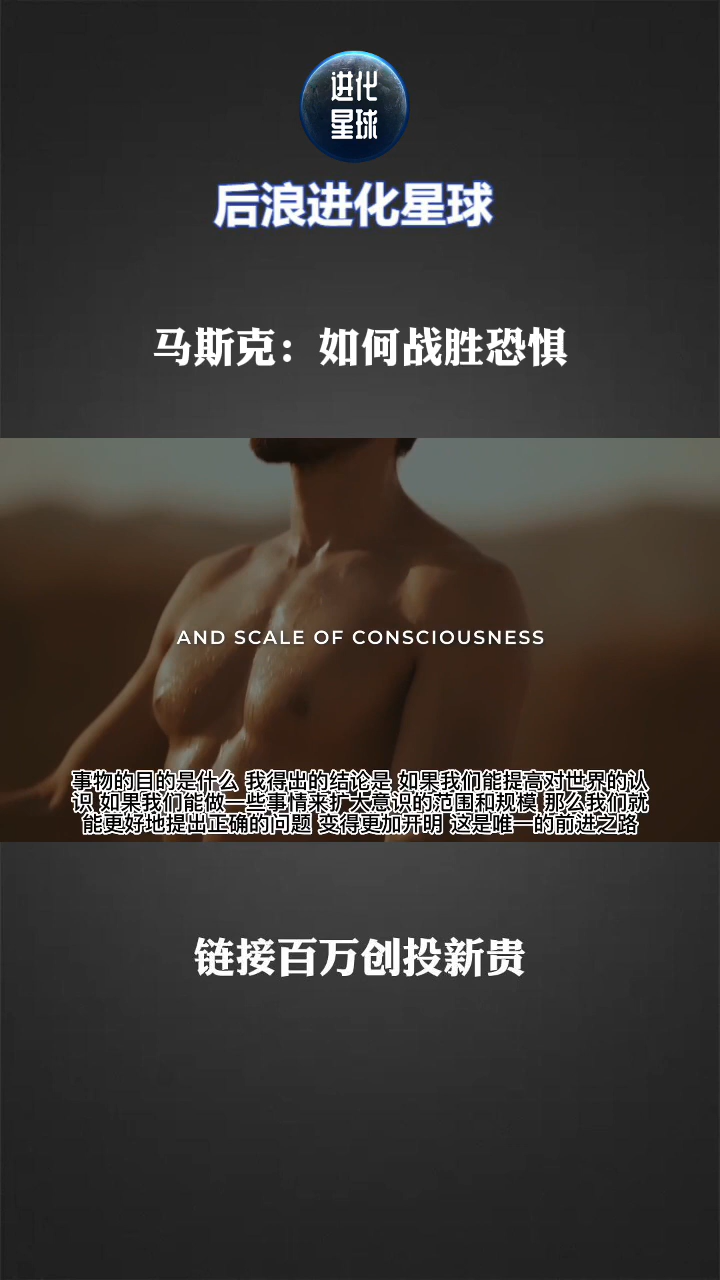 进化
星球
后浪进化星球
马斯克：如何战胜恐惧
AND SCALE OF CONSCIOUSNESS
事物的目的是什么 我得出的结论是 如果我们能提高对世界的认
识 如果我们能做一些事情来扩大意识的范围和规模 那么我们就
能更好地提出正确的问题 变得更加开明 这是唯一的前进之路
链接百万创投新贵